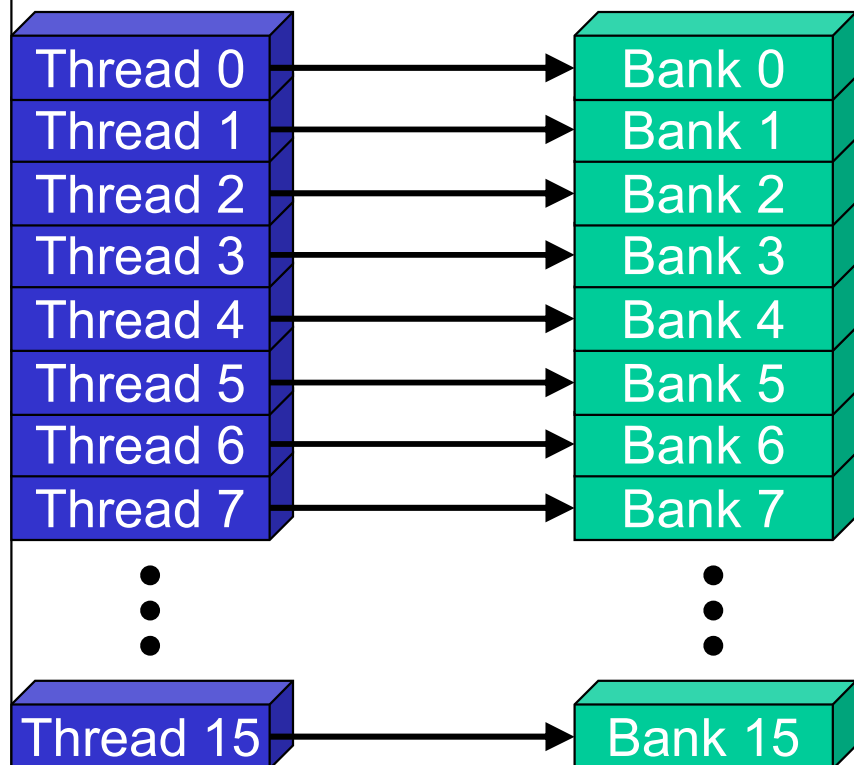 Thread 0 Bank 0
Thread 1 Bank 1
Thread 2 Bank 2
Thread 3 Bank 3
Thread 4 Bank 4
Thread 5 Bank 5
Thread 6 Bank 6
Thread 7 Bank 7
Thread 15 Bank 15